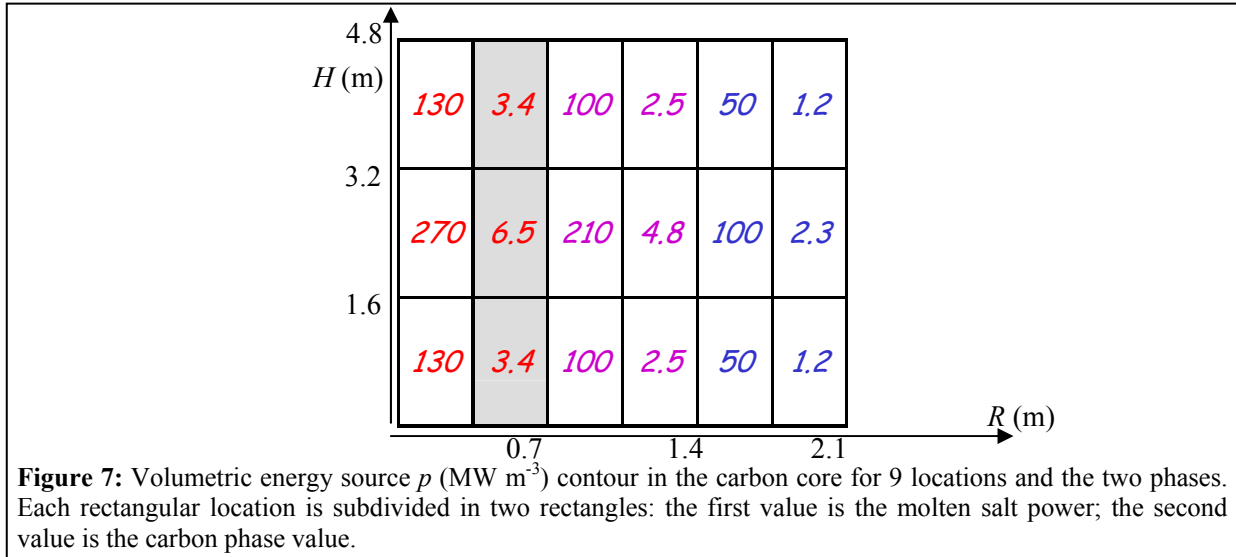 4.8
H (m)
130 3.4 100 2.5 50 1.2
3.2
270 6.5 210 4.8 100 2.3
1.6
130 3.4 100 2.5 50 1.2
R (m)
0.7 1.4 2.1
Figure 7: Volumetric energy source p (MW m⁻³) contour in the carbon core for 9 locations and the two phases.
Each rectangular location is subdivided in two rectangles: the first value is the molten salt power; the second
value is the carbon phase value.